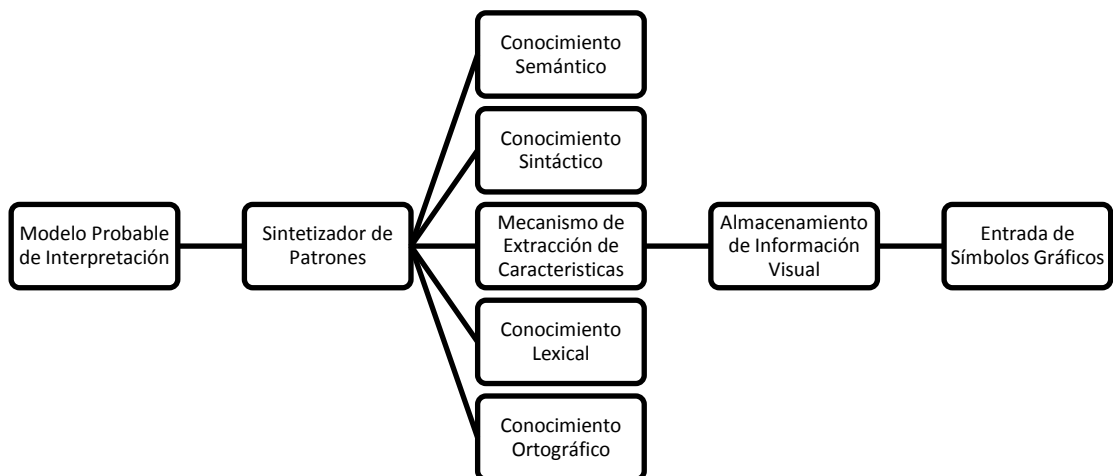 Modelo Probable
de Interpretación
Sintetizador de
Patrones
Conocimiento
Semántico
Conocimiento
Sintáctico
Mecanismo de
Extracción de
Caracteristicas
Conocimiento
Lexical
Conocimiento
Ortográfico
Almacenamiento
de Información
Visual
Entrada de
Símbolos Gráficos